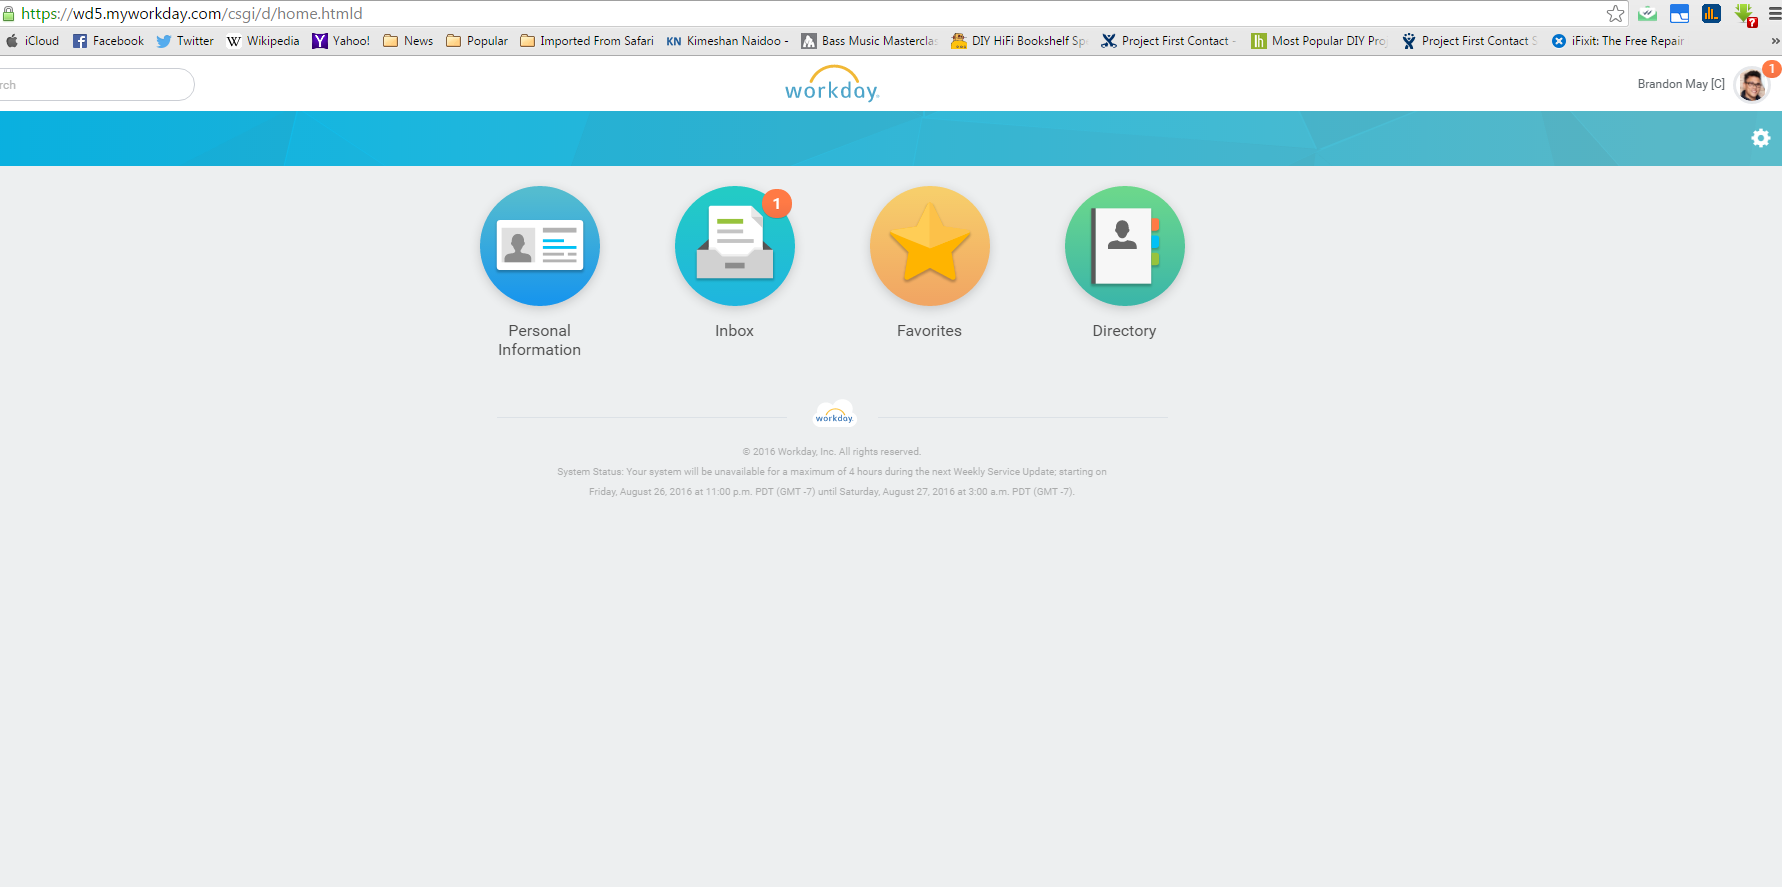 https://wd5.myworkday.com/csgi/d/home.htmld
iCloud Facebook Twitter W Wikipedia Y Yahoo! News Popular Imported From Safari KN Kimeshan Naidoo - Bass Music Mastercla DIY HiFi Bookshelf Sp Project First Contact - Most Popular DIY Pro Project First Contact S iFixit: The Free Repair »
rch
workday.
Brandon May [C]
1
1
Personal
Information
Inbox
Favorites
Directory
workday.
© 2016 Workday, Inc. All rights reserved.
System Status: Your system will be unavailable for a maximum of 4 hours during the next Weekly Service Update; starting on
Friday, August 26, 2016 at 11:00 p.m. PDT (GMT -7) until Saturday, August 27, 2016 at 3:00 a.m. PDT (GMT -7).